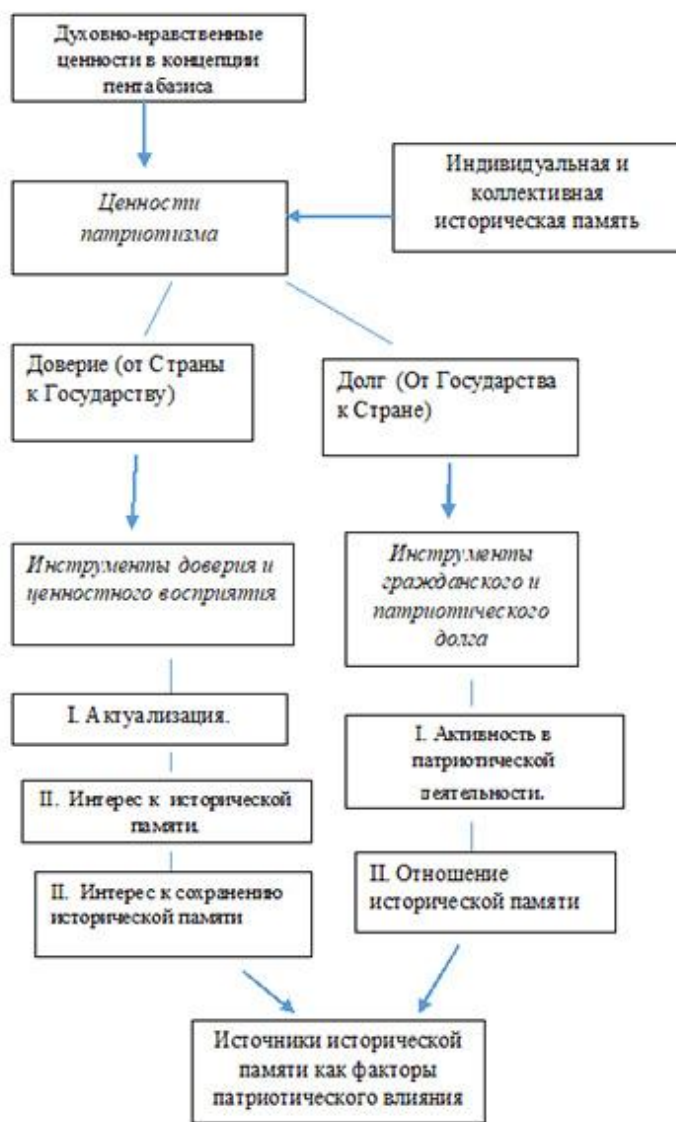 Духовно-нравственные
ценности в концепции
пентабазиса
Индивидуальная и
коллективная
историческая память
Ценности
патриотизма
Доверие (от Страны
к Государству)
Долг (От Государства
к Стране)
Инструменты доверия и
ценностного восприятия
Инструменты
гражданского и
патриотического
долга
I. Актуализация.
I. Активность в
патриотической
деятельности.
II. Интерес к исторической
памяти.
II. Интерес к сохранению
исторической памяти
II. Отношение
исторической памяти
Источники исторической
памяти как факторы
патриотического влияния